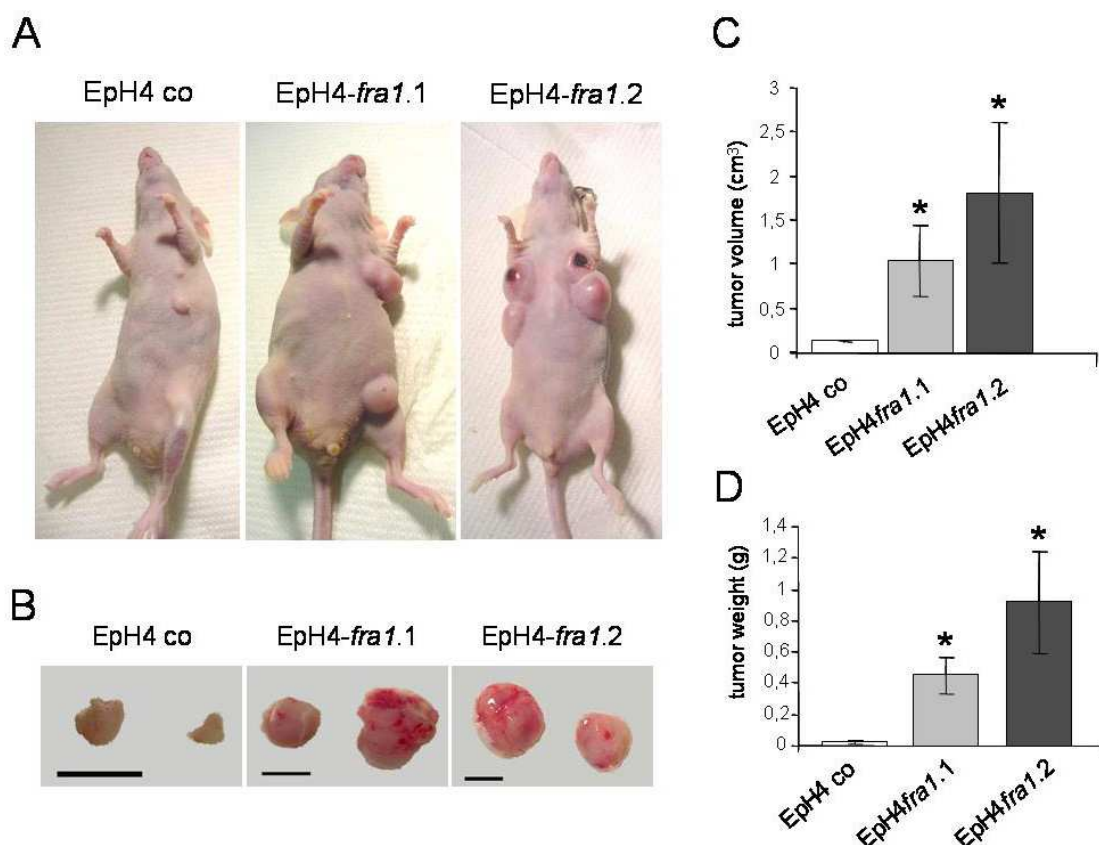 A
EpH4 co
EpH4-fra1.1
EpH4-fra1.2
B
EpH4 co
EpH4-fra1.1
EpH4-fra1.2
C
tumor volume (cm³)
3
2,5
2
1,5
1
0,5
0
*
*
EpH4 co
EpH4fra1.1
EpH4fra1.2
D
tumor weight (g)
1,4
1,2
1
0,8
0,6
0,4
0,2
0
*
*
EpH4 co
EpH4fra1.1
EpH4fra1.2